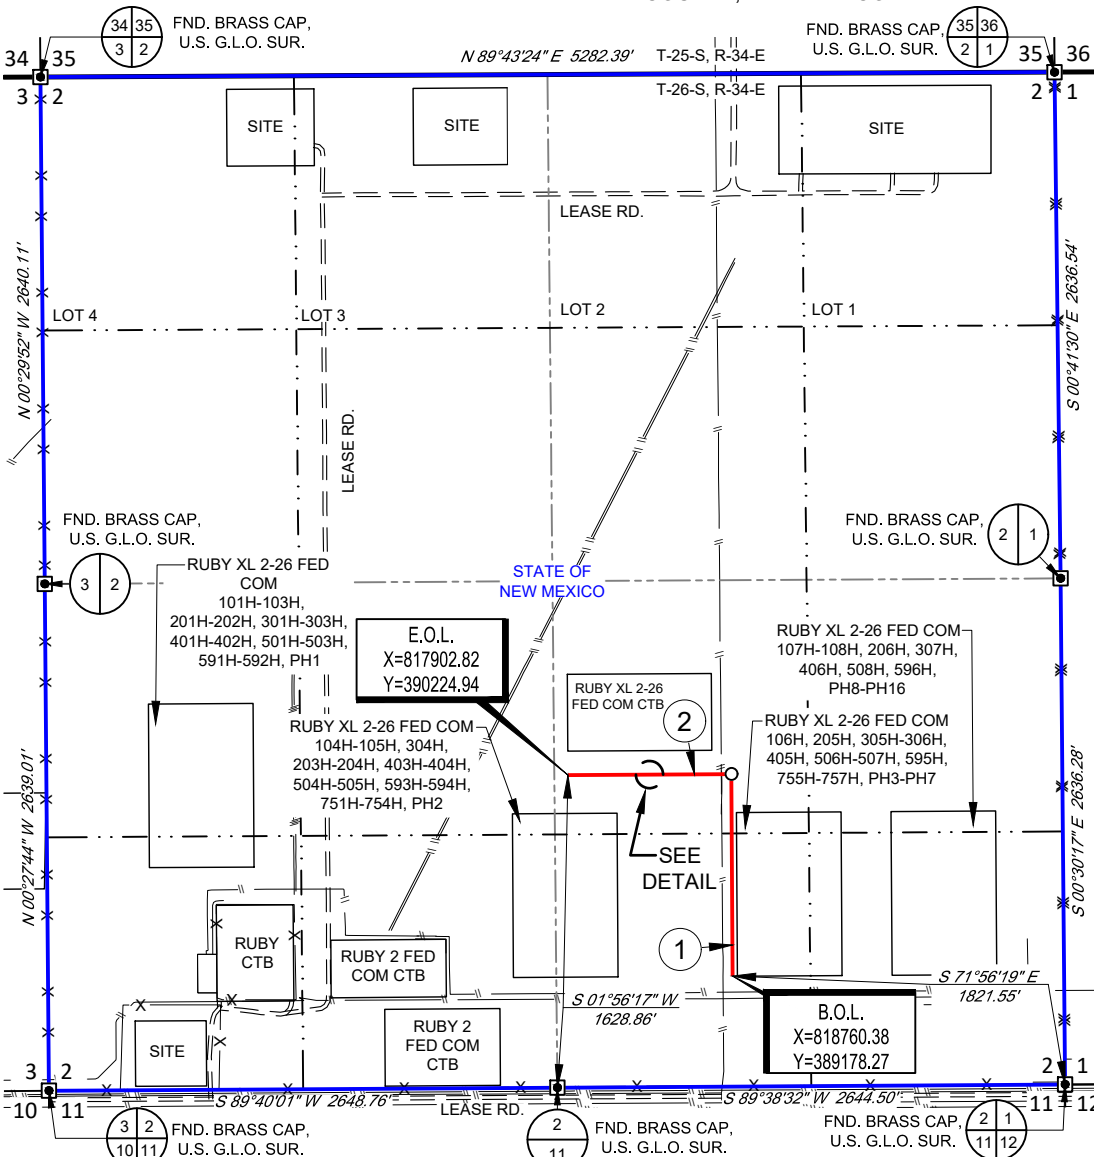 34 35
3 2
FND. BRASS CAP,
U.S. G.L.O. SUR.
FND. BRASS CAP,
U.S. G.L.O. SUR.
35 36
2 1
34 35
N 89°43'24" E 5282.39'
T-25-S, R-34-E
35 36
3 2
T-26-S, R-34-E
2 1
SITE
SITE
SITE
LEASE RD.
N 00°29'52" W 2640.11'
S 00°41'30" E 2636.54'
LOT 4
LOT 3
LOT 2
LOT 1
LEASE RD.
FND. BRASS CAP,
U.S. G.L.O. SUR.
3 2
FND. BRASS CAP,
U.S. G.L.O. SUR.
2 1
RUBY XL 2-26 FED
COM
101H-103H,
201H-202H, 301H-303H,
401H-402H, 501H-503H,
591H-592H, PH1
STATE OF
NEW MEXICO
E.O.L.
X=817902.82
Y=390224.94
RUBY XL 2-26 FED COM
107H-108H, 206H, 307H,
406H, 508H, 596H,
PH8-PH16
RUBY XL 2-26
FED COM CTB
2
RUBY XL 2-26 FED COM
104H-105H, 304H,
203H-204H, 403H-404H,
504H-505H, 593H-594H,
751H-754H, PH2
RUBY XL 2-26 FED COM
106H, 205H, 305H-306H,
405H, 506H-507H, 595H,
755H-757H, PH3-PH7
N 00°27'44" W 2639.01'
S 00°30'17" E 2636.28'
SEE
DETAIL
RUBY
CTB
RUBY 2 FED
COM CTB
1
S 71°56'19" E
1821.55'
S 01°56'17" W
1628.86'
B.O.L.
X=818760.38
Y=389178.27
SITE
RUBY 2
FED COM
CTB
3 2
2 1
10 11
S 89°40'01" W 2648.76'
LEASE RD.
S 89°38'32" W 2644.50'
11 12
3 2
10 11
FND. BRASS CAP,
U.S. G.L.O. SUR.
2
11
FND. BRASS CAP,
U.S. G.L.O. SUR.
FND. BRASS CAP,
U.S. G.L.O. SUR.
2 1
11 12